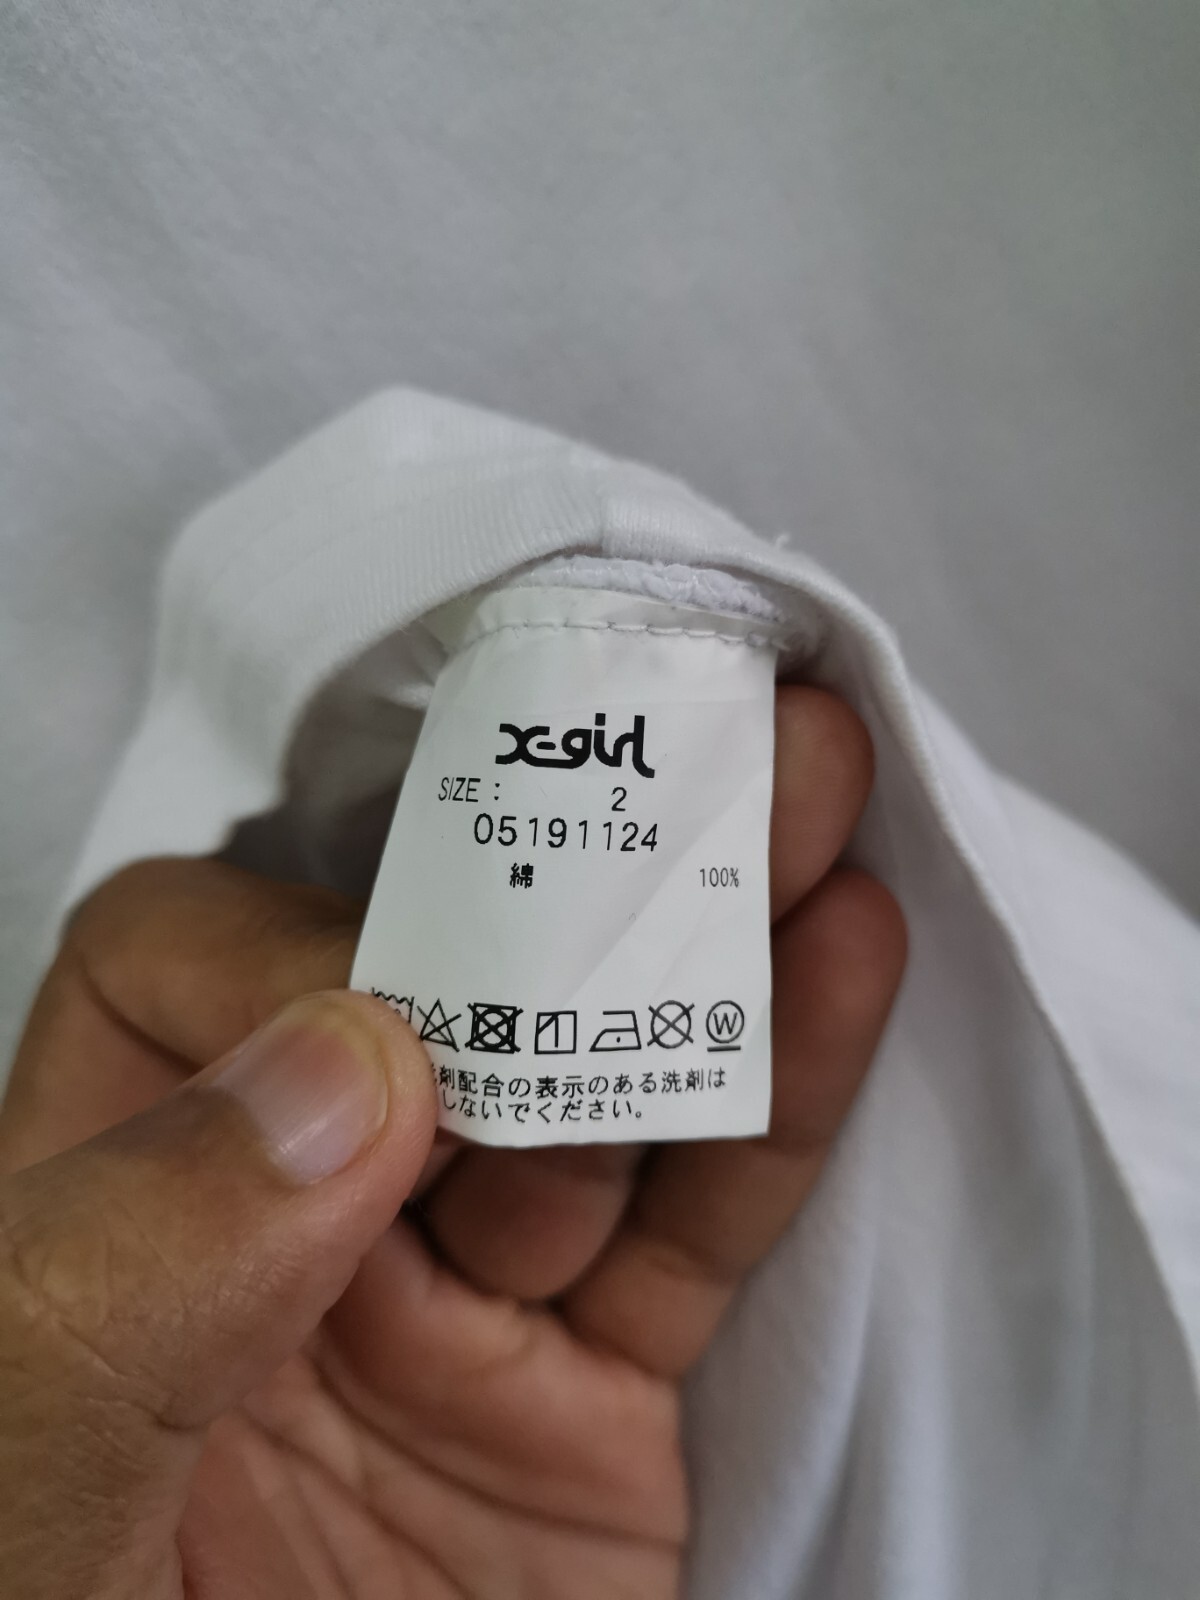 X-girl
SIZE : 2
05191124
綿 100%
W
剤配合の表示のある洗剤は
しないでください。